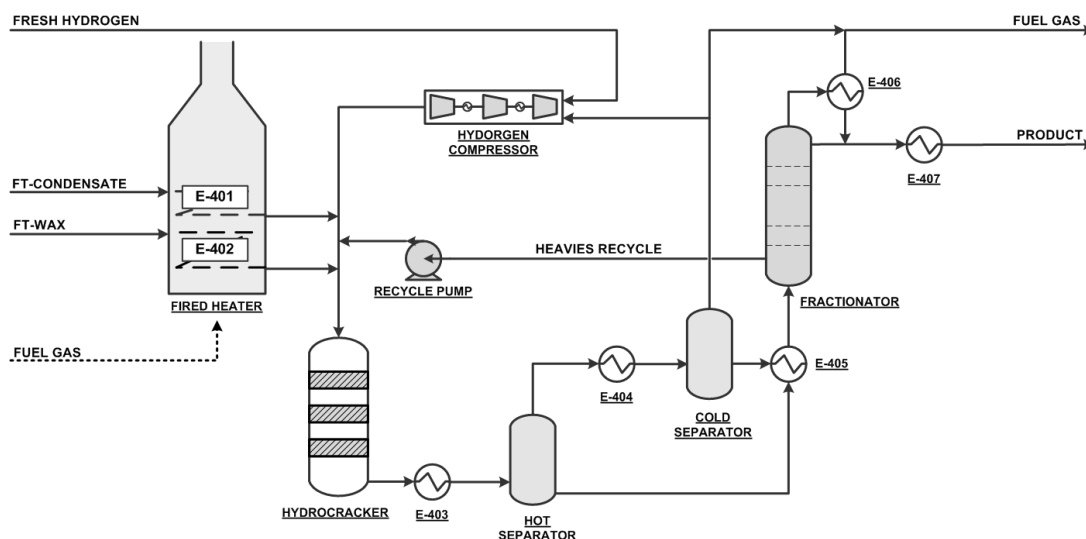 FRESH HYDROGEN
FUEL GAS
E-406
HYDORGEN
COMPRESSOR
PRODUCT
E-407
FT-CONDENSATE
E-401
FT-WAX
E-402
HEAVIES RECYCLE
RECYCLE PUMP
FIRED HEATER
FRACTIONATOR
FUEL GAS
E-404
E-405
COLD
SEPARATOR
HYDROCRACKER
E-403
HOT
SEPARATOR